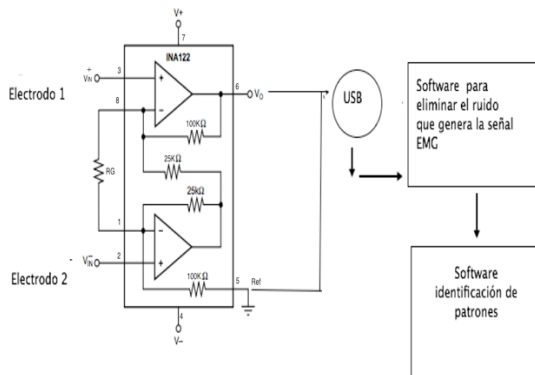 V+
7
INA122
V+IN
3
Electrodo 1
8
6
VO
100KΩ
25KΩ
RG
25kΩ
1
V−IN
2
Electrodo 2
100KΩ
5
Ref
4
V−
USB
Software para
eliminar el ruido
que genera la señal
EMG
Software
identificación de
patrones